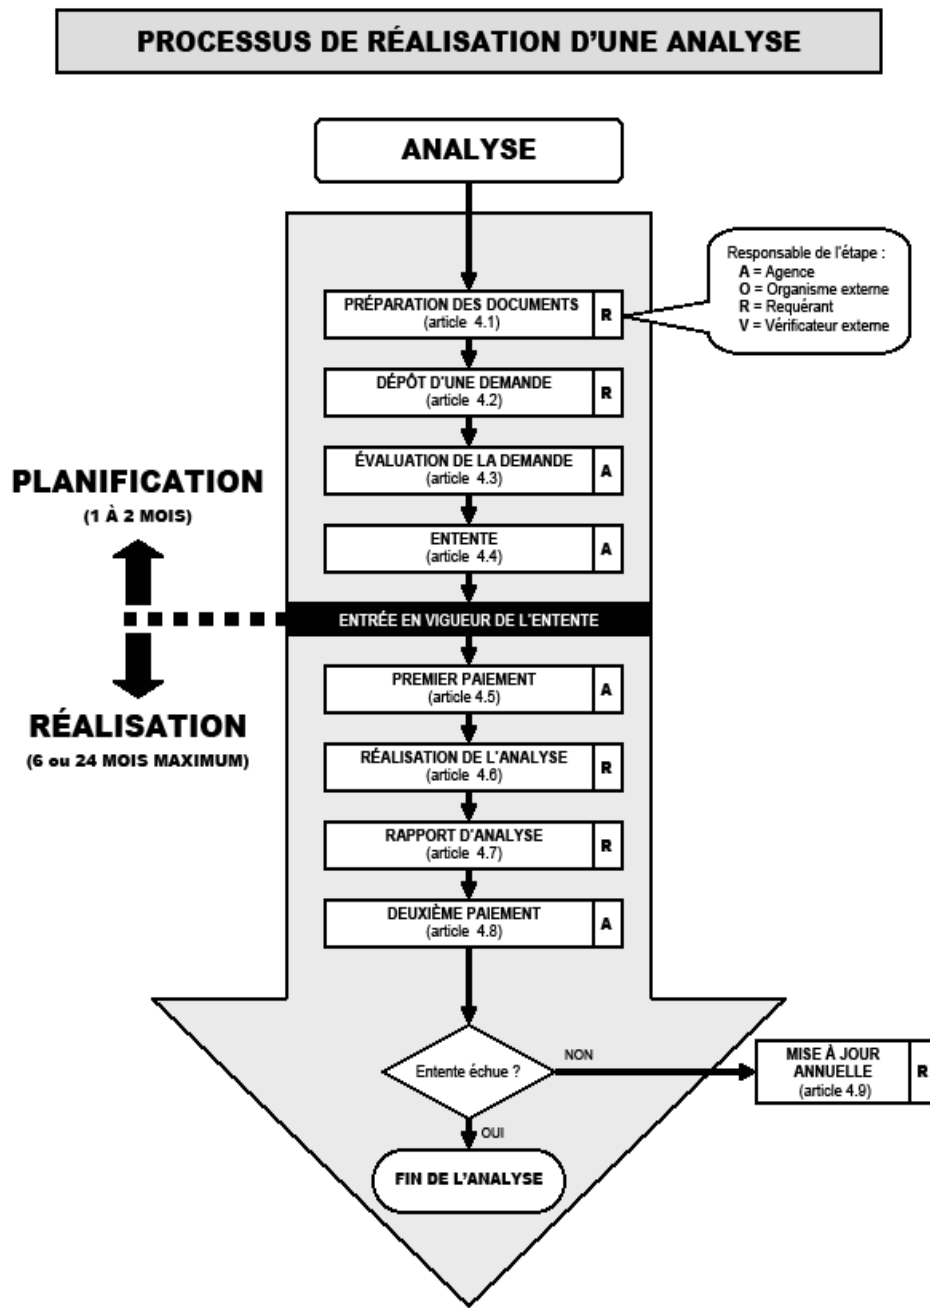 PROCESSUS DE RÉALISATION D'UNE ANALYSE
ANALYSE
Responsable de l'étape :
A = Agence
O = Organisme externe
R = Requérant
V = Vérificateur externe
PRÉPARATION DES DOCUMENTS
(article 4.1)
R
DÉPÔT D'UNE DEMANDE
(article 4.2)
R
ÉVALUATION DE LA DEMANDE
(article 4.3)
A
PLANIFICATION
(1 À 2 MOIS)
ENTENTE
(article 4.4)
A
ENTRÉE EN VIGUEUR DE L'ENTENTE
PREMIER PAIEMENT
(article 4.5)
A
RÉALISATION
(6 ou 24 MOIS MAXIMUM)
RÉALISATION DE L'ANALYSE
(article 4.6)
R
RAPPORT D'ANALYSE
(article 4.7)
R
DEUXIÈME PAIEMENT
(article 4.8)
A
Entente échue ?
NON
MISE À JOUR
ANNUELLE
(article 4.9)
R
OUI
FIN DE L'ANALYSE